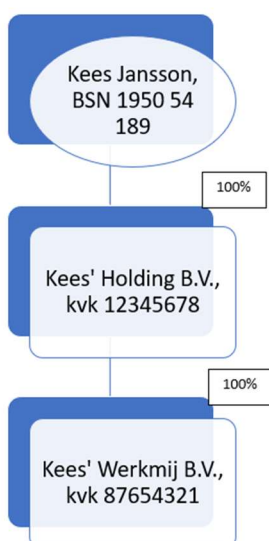 Kees Jansson,
BSN 1950 54
189
100%
Kees' Holding B.V.,
kvk 12345678
100%
Kees' Werkmij B.V.,
kvk 87654321